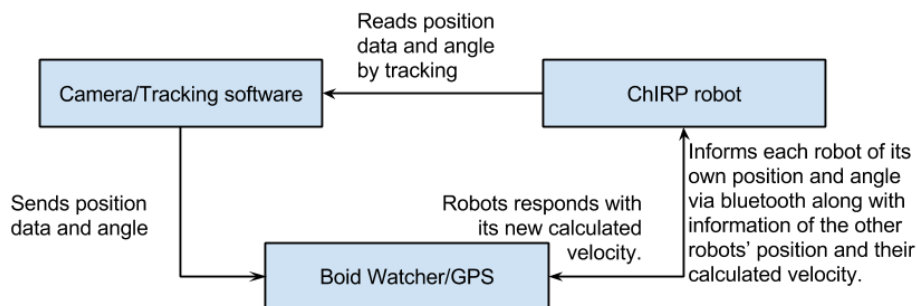 Reads position
data and angle
by tracking
Camera/Tracking software
ChIRP robot
Sends position
data and angle
Robots responds with
its new calculated
velocity.
Informs each robot of its
own position and angle
via bluetooth along with
information of the other
robots' position and their
calculated velocity.
Boid Watcher/GPS